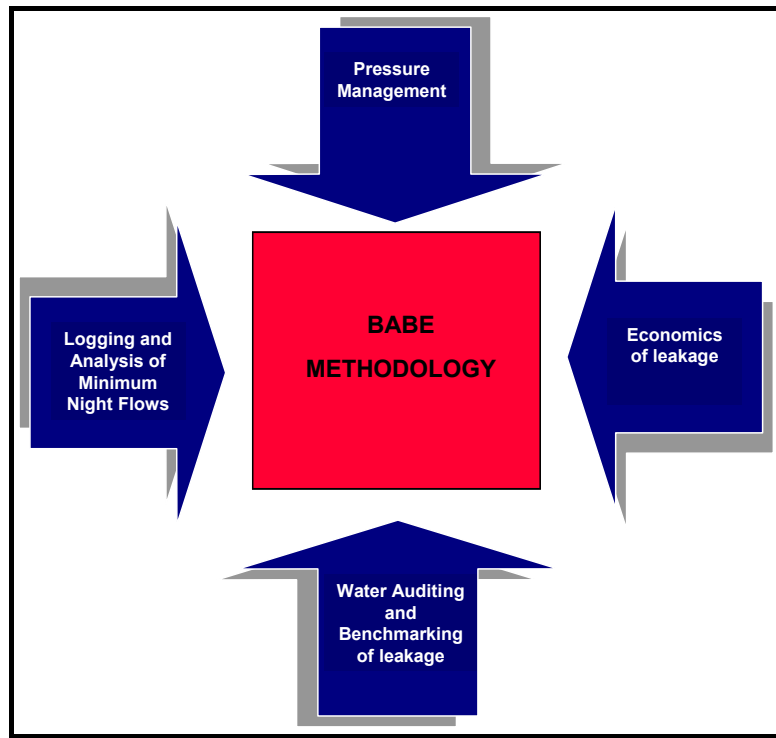 Pressure
Management
Logging and
Analysis of
Minimum
Night Flows
BABE
METHODOLOGY
Economics
of leakage
Water Auditing
and
Benchmarking
of leakage